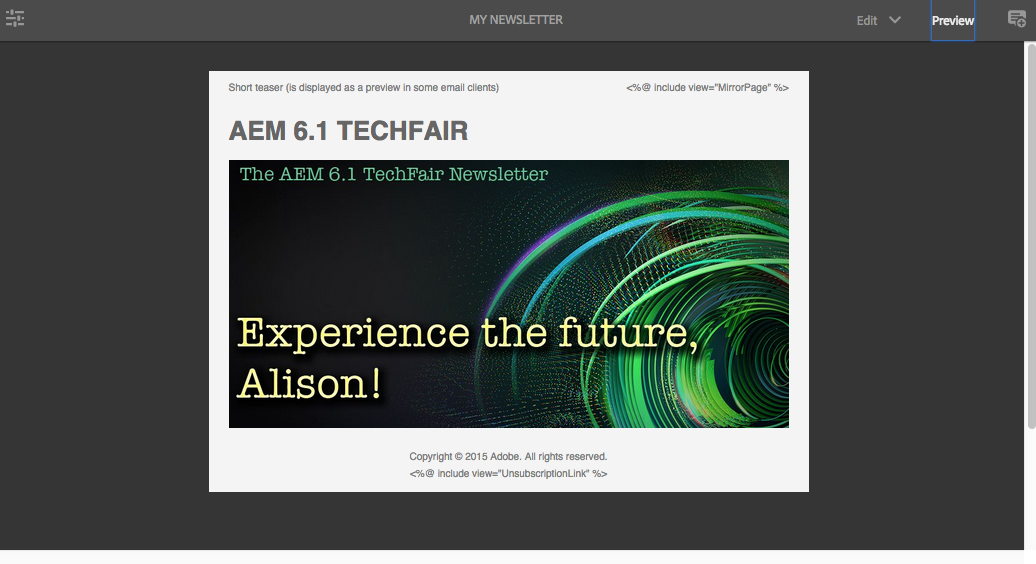 MY NEWSLETTER
Edit
Preview
Short teaser (is displayed as a preview in some email clients)
<%@ include view="MirrorPage" %>
AEM 6.1 TECHFAIR
The AEM 6.1 TechFair Newsletter
Experience the future,
Alison!
Copyright © 2015 Adobe. All rights reserved.
<%@ include view="UnsubscriptionLink" %>